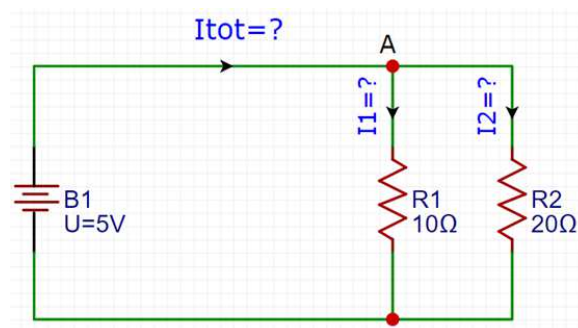 Itot=?
A
I1=?
I2=?
B1
U=5V
R1
10Ω
R2
20Ω